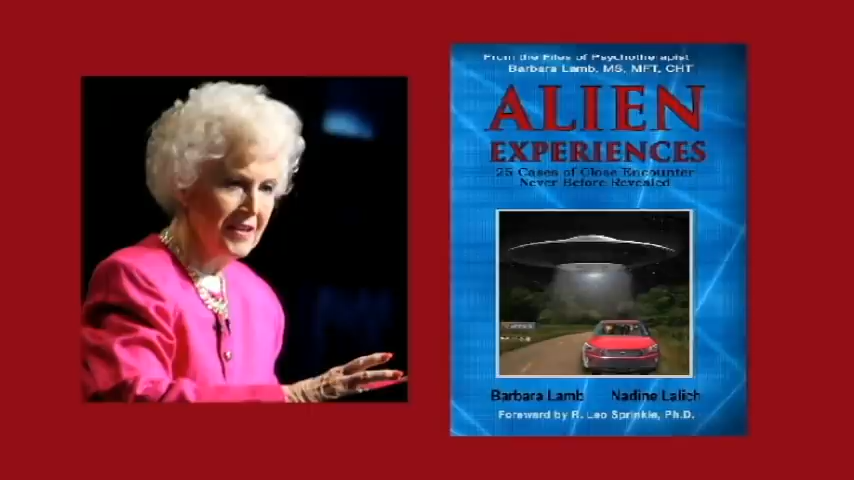 From the Files of Psychotherapist
Barbara Lamb, MS, MFT, CHT
ALIEN
EXPERIENCES
25 Cases of Close Encounter
Never Before Revealed
Barbara Lamb Nadine Lalich
Foreword by R. Leo Sprinkle, Ph.D.